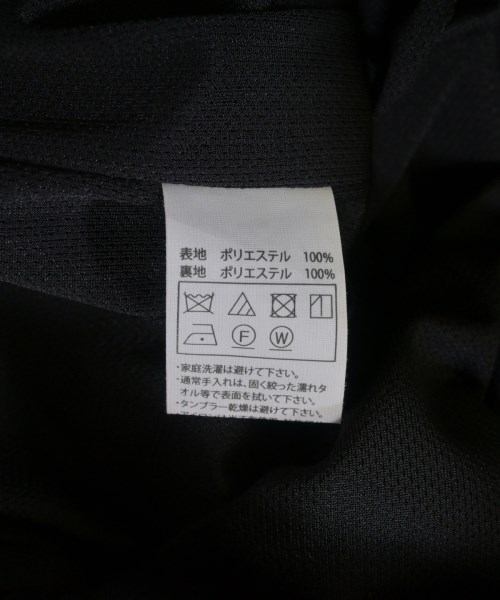 表地 ポリエステル 100%
裏地 ポリエステル 100%
F W
・家庭洗濯は避けて下さい。
・通常手入れは、固く絞った濡れタ
オル等で表面を拭いて下さい。
・タンブラー乾燥は避けて下さい。